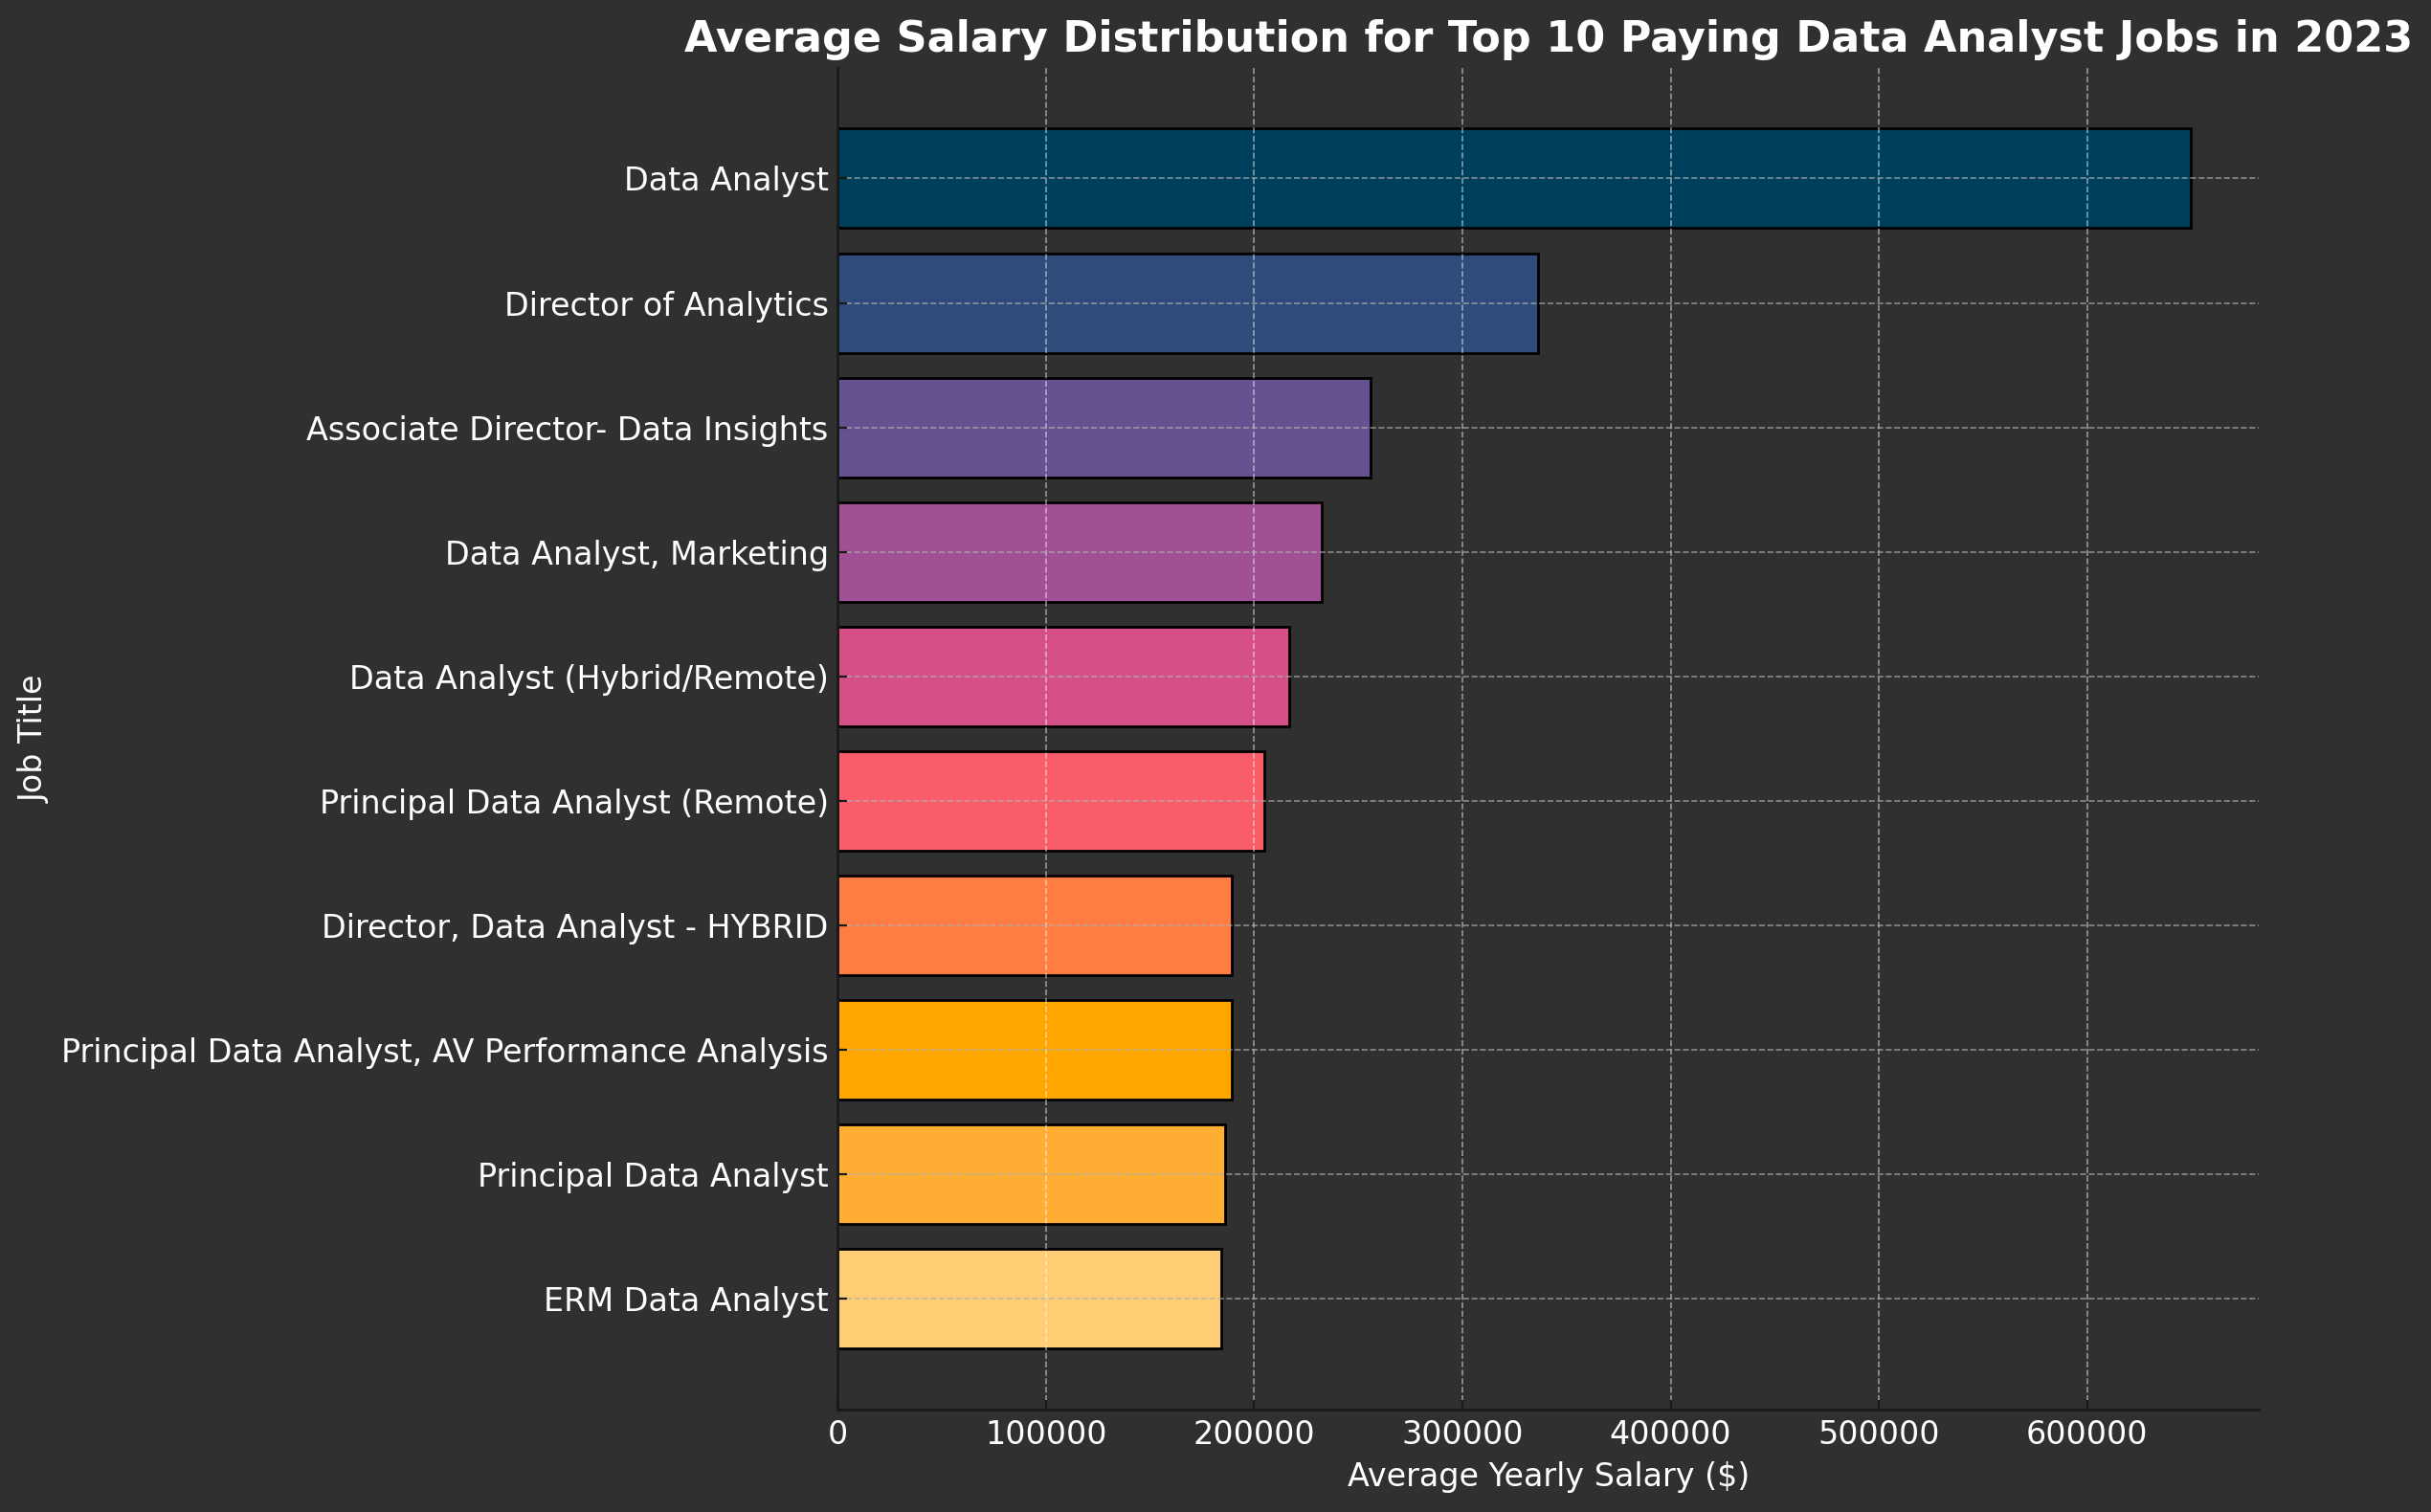 Average Salary Distribution for Top 10 Paying Data Analyst Jobs in 2023
Job Title
Data Analyst
Director of Analytics
Associate Director- Data Insights
Data Analyst, Marketing
Data Analyst (Hybrid/Remote)
Principal Data Analyst (Remote)
Director, Data Analyst - HYBRID
Principal Data Analyst, AV Performance Analysis
Principal Data Analyst
ERM Data Analyst
0 100000 200000 300000 400000 500000 600000
Average Yearly Salary ($)